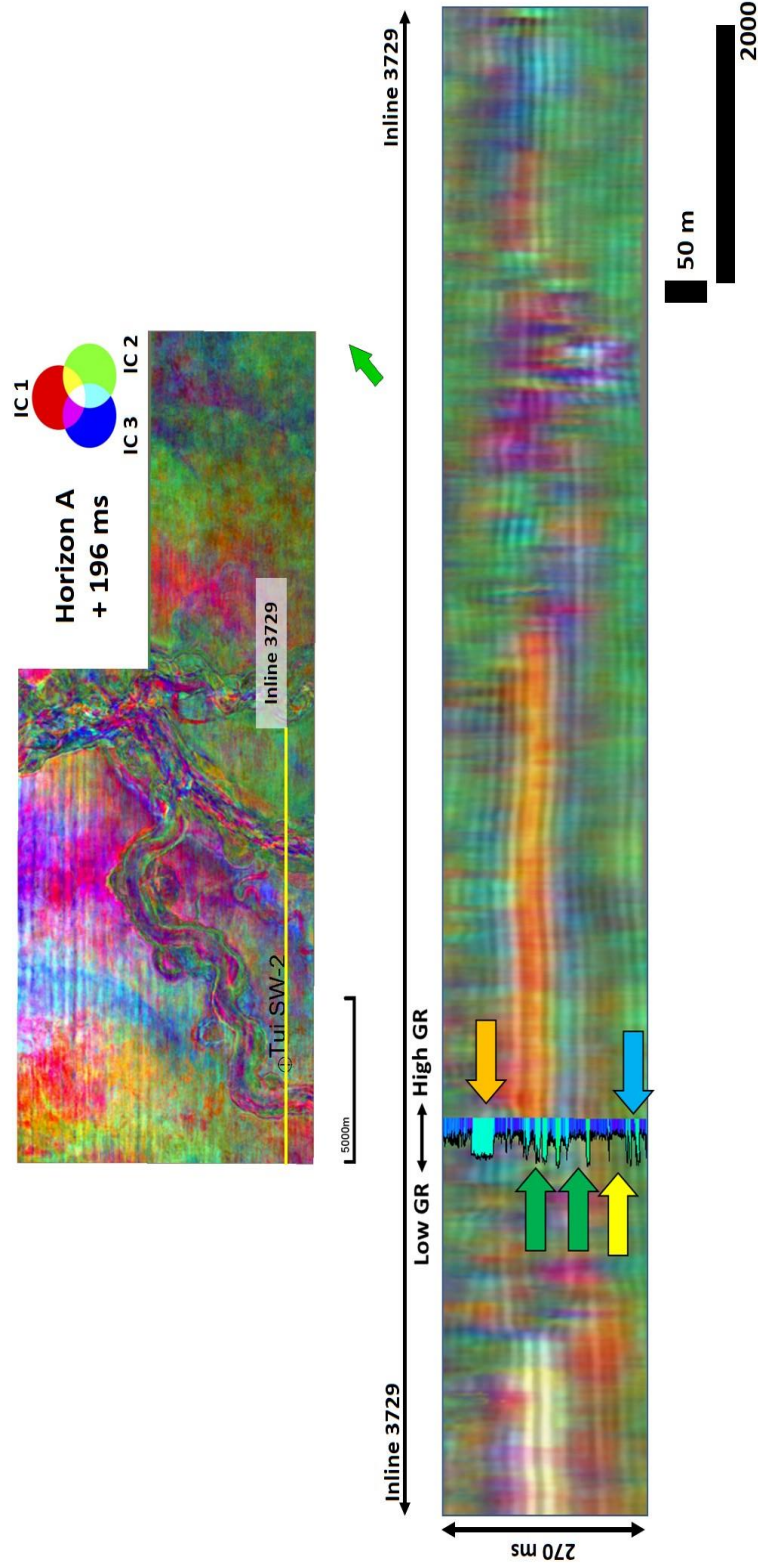 IC 1
IC 3
IC 2
Horizon A
+ 196 ms
Inline 3729
Tui SW-2
5000m
Inline 3729
Inline 3729
Low GR
High GR
270 ms
50 m
2000